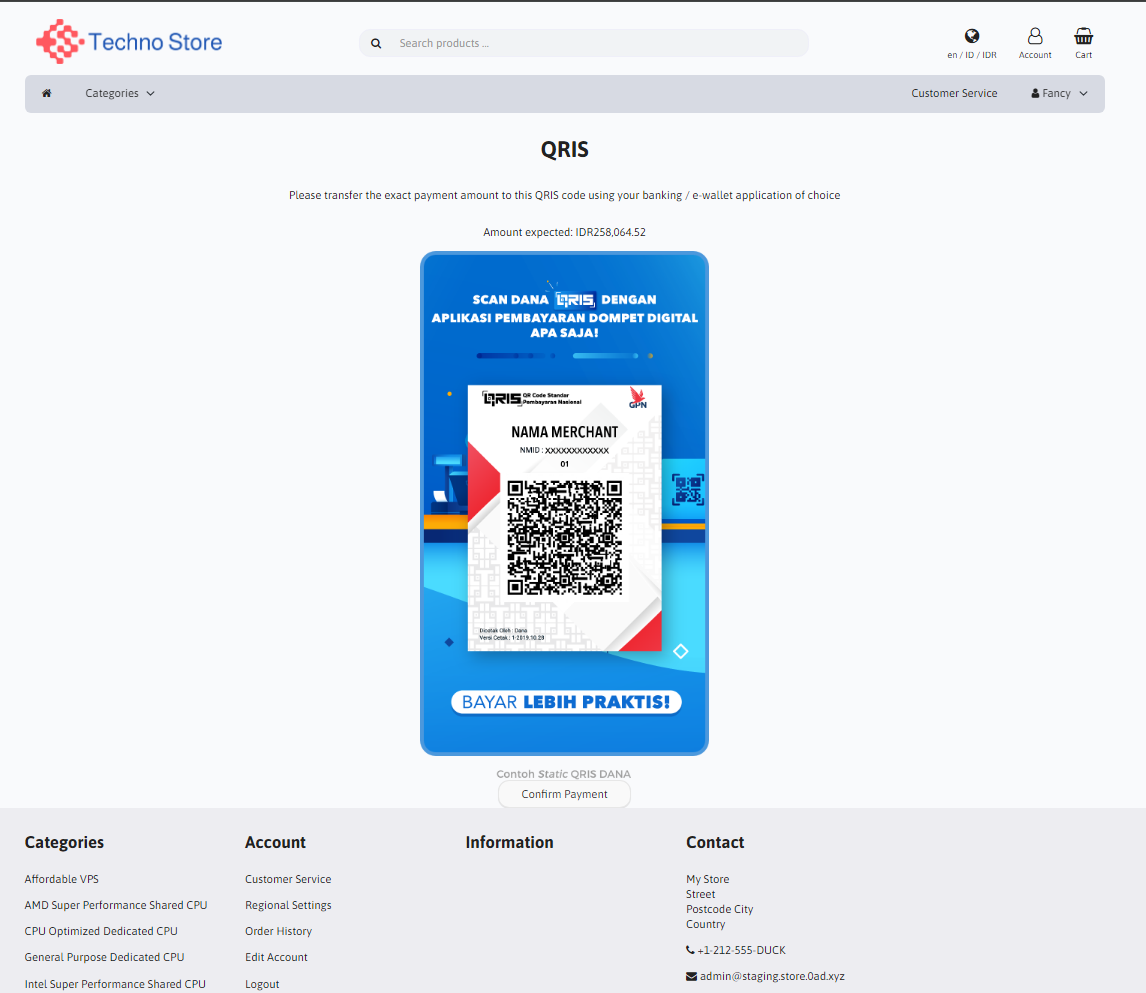 Techno Store
Search products ...
en / ID / IDR
Account
Cart
Categories
Customer Service
Fancy
QRIS
Please transfer the exact payment amount to this QRIS code using your banking / e-wallet application of choice
Amount expected: IDR258,064.52
SCAN DANA QRIS DENGAN
APLIKASI PEMBAYARAN DOMPET DIGITAL
APA SAJA!
QRIS QR Code Standar
Pembayaran Nasional
GPN
NAMA MERCHANT
NMID : XXXXXXXXXXXX
01
Dicetak Oleh : Dana
Versi Cetak : 1-2019.10.28
BAYAR LEBIH PRAKTIS!
Contoh Static QRIS DANA
Confirm Payment
Categories
Affordable VPS
AMD Super Performance Shared CPU
CPU Optimized Dedicated CPU
General Purpose Dedicated CPU
Intel Super Performance Shared CPU
Account
Customer Service
Regional Settings
Order History
Edit Account
Logout
Information
Contact
My Store
Street
Postcode City
Country
+1-212-555-DUCK
admin@staging.store.0ad.xyz